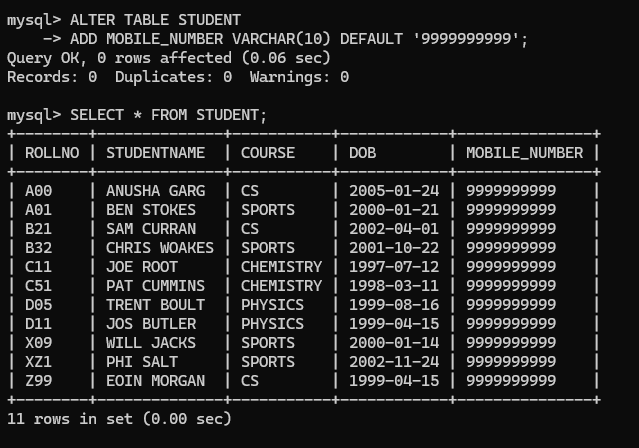 mysql> ALTER TABLE STUDENT
    -> ADD MOBILE_NUMBER VARCHAR(10) DEFAULT '9999999999';
Query OK, 0 rows affected (0.06 sec)
Records: 0  Duplicates: 0  Warnings: 0

mysql> SELECT * FROM STUDENT;
+--------+--------------+-----------+------------+---------------+
| ROLLNO | STUDENTNAME  | COURSE    | DOB        | MOBILE_NUMBER |
+--------+--------------+-----------+------------+---------------+
| A00    | ANUSHA GARG  | CS        | 2005-01-24 | 9999999999    |
| A01    | BEN STOKES   | SPORTS    | 2000-01-21 | 9999999999    |
| B21    | SAM CURRAN   | CS        | 2002-04-01 | 9999999999    |
| B32    | CHRIS WOAKES | SPORTS    | 2001-10-22 | 9999999999    |
| C11    | JOE ROOT     | CHEMISTRY | 1997-07-12 | 9999999999    |
| C51    | PAT CUMMINS  | CHEMISTRY | 1998-03-11 | 9999999999    |
| D05    | TRENT BOULT  | PHYSICS   | 1999-08-16 | 9999999999    |
| D11    | JOS BUTLER   | PHYSICS   | 1999-04-15 | 9999999999    |
| X09    | WILL JACKS   | SPORTS    | 2000-01-14 | 9999999999    |
| XZ1    | PHI SALT     | SPORTS    | 2002-11-24 | 9999999999    |
| Z99    | EOIN MORGAN  | CS        | 1999-04-15 | 9999999999    |
+--------+--------------+-----------+------------+---------------+
11 rows in set (0.00 sec)